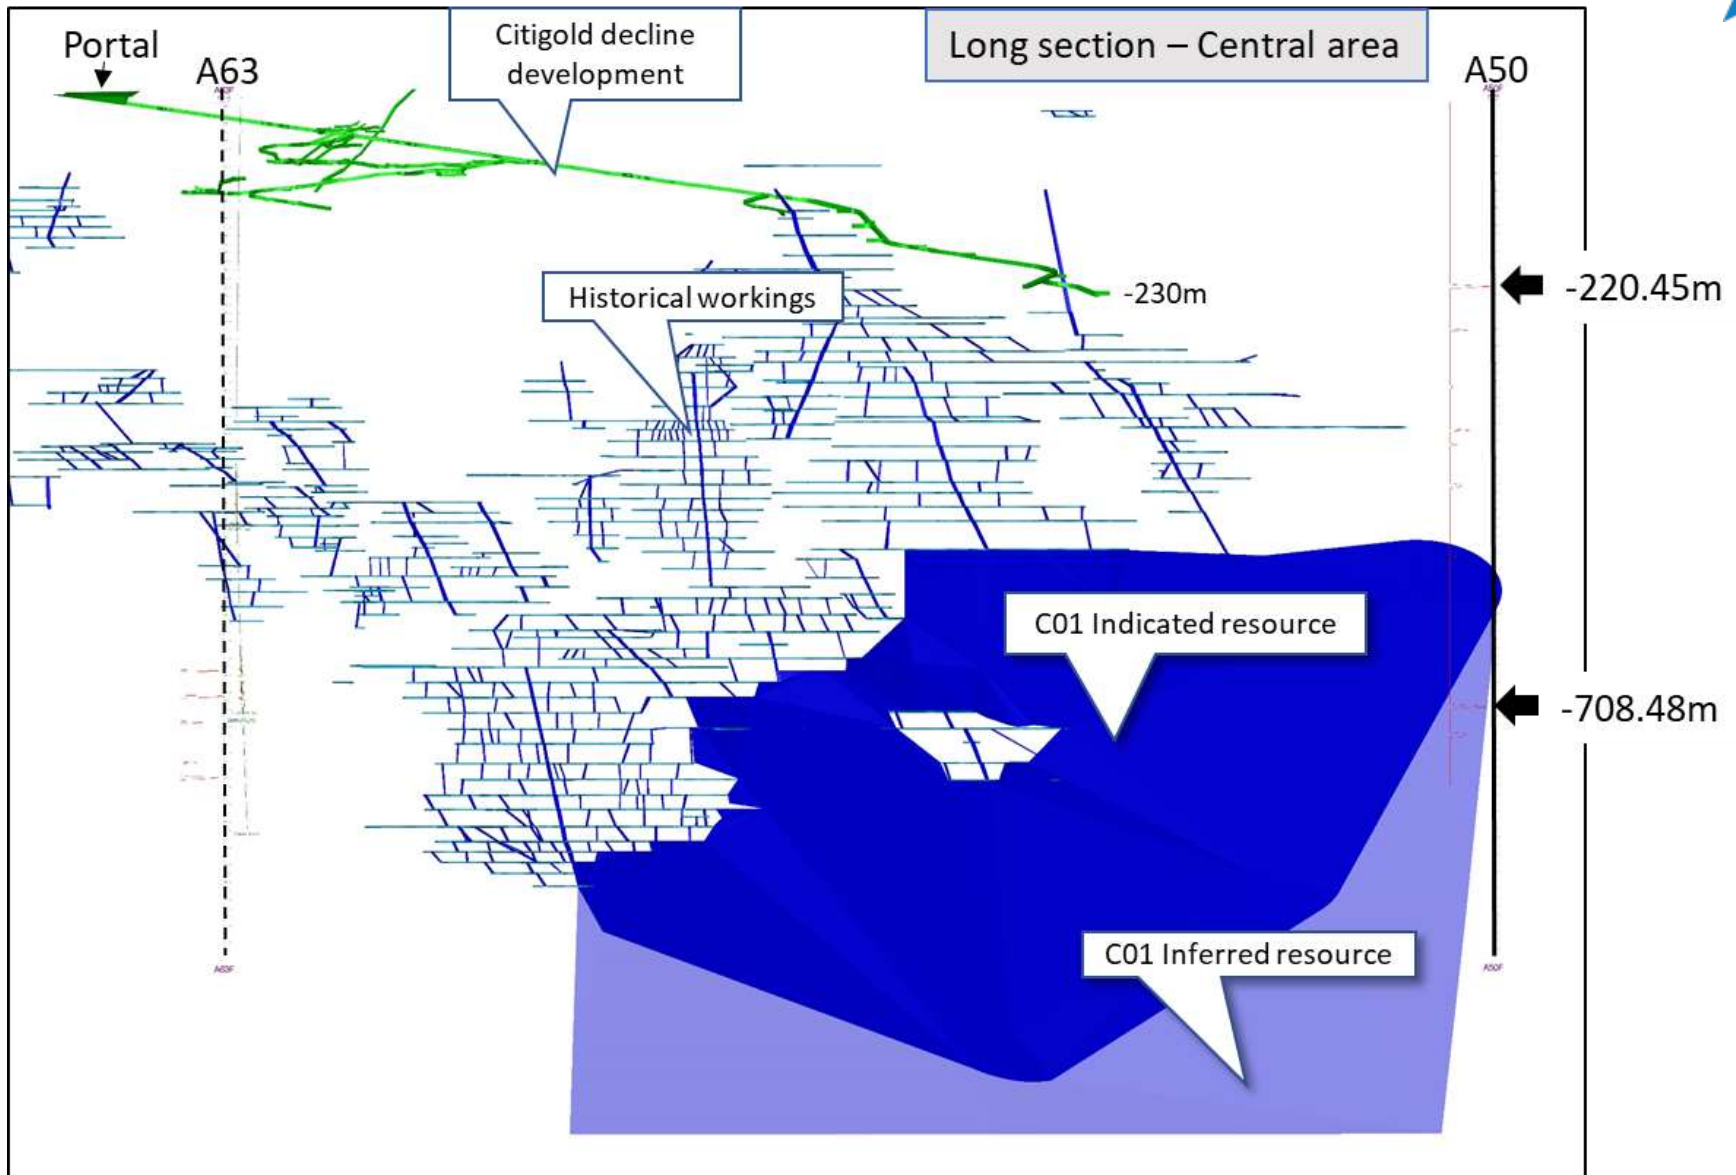 Portal
A63
Citigold decline
development
Long section – Central area
A50
-220.45m
-230m
Historical workings
C01 Indicated resource
-708.48m
C01 Inferred resource